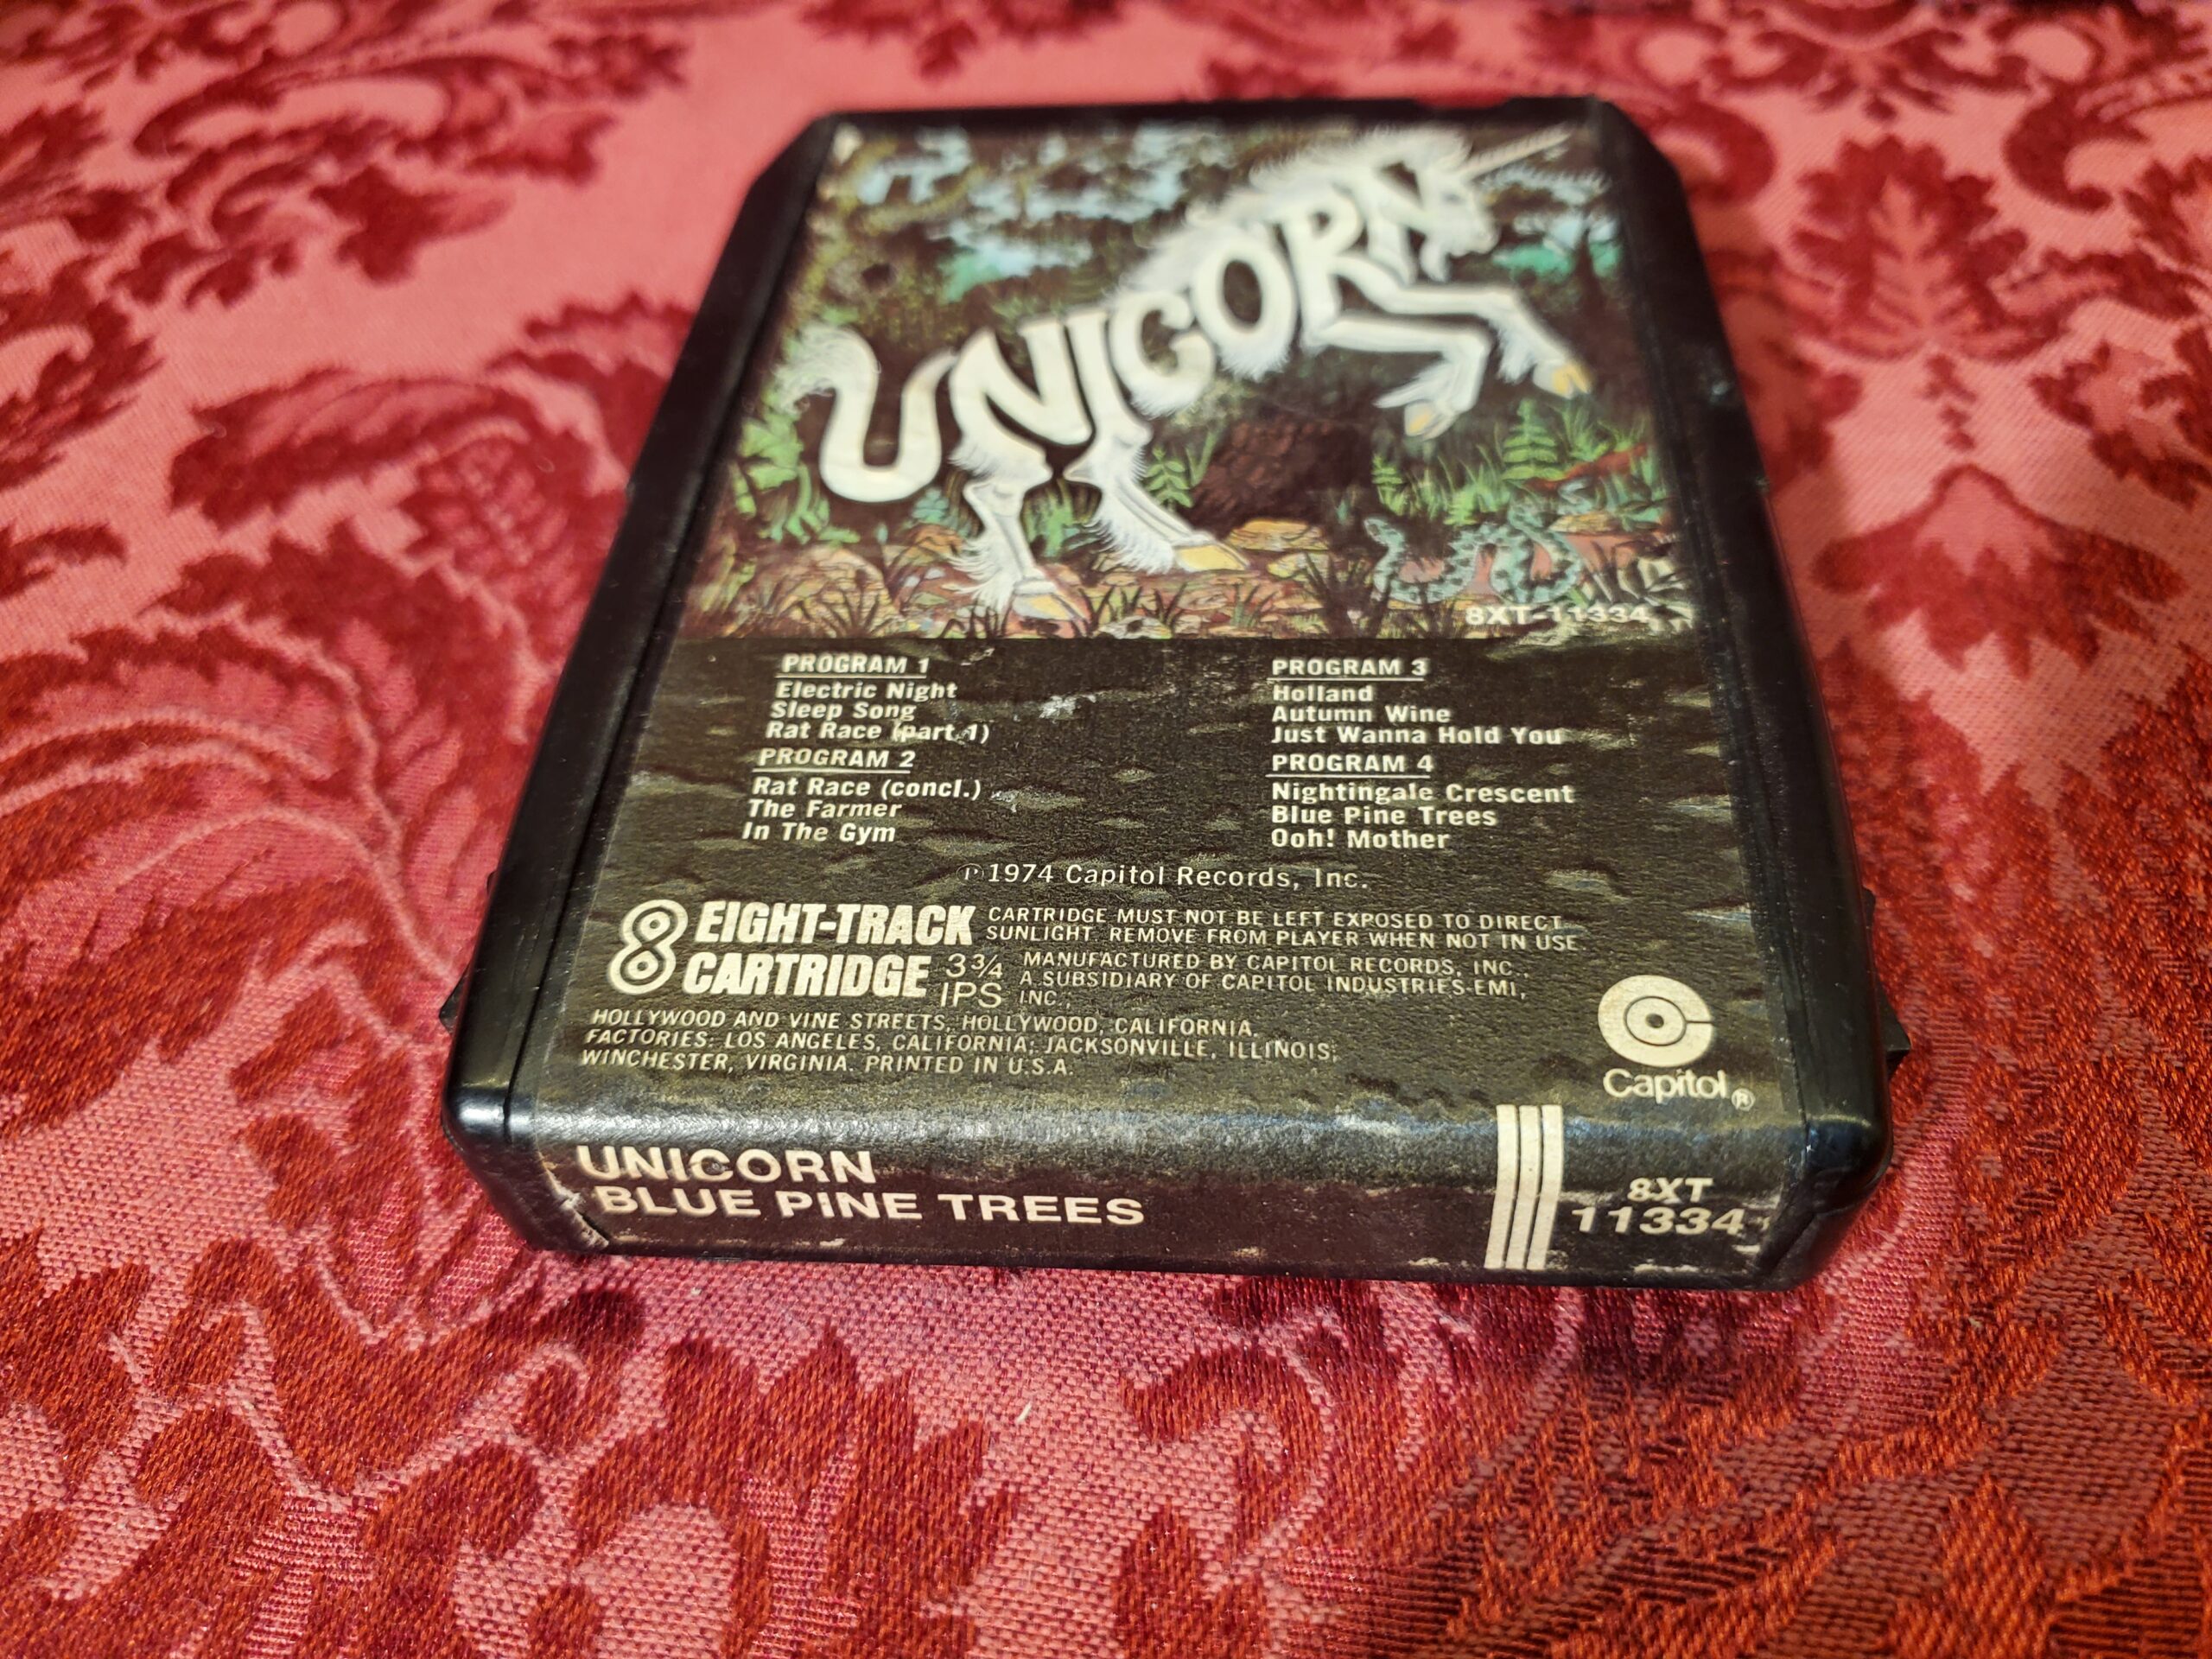 UNICORN
8XT-11334
PROGRAM 1
Electric Night
Sleep Song
Rat Race (part 1)
PROGRAM 2
Rat Race (concl.)
The Farmer
In The Gym
PROGRAM 3
Holland
Autumn Wine
Just Wanna Hold You
PROGRAM 4
Nightingale Crescent
Blue Pine Trees
Ooh! Mother
℗ 1974 Capitol Records, Inc.
8 EIGHT-TRACK
CARTRIDGE
3¾
IPS
CARTRIDGE MUST NOT BE LEFT EXPOSED TO DIRECT
SUNLIGHT. REMOVE FROM PLAYER WHEN NOT IN USE.
MANUFACTURED BY CAPITOL RECORDS, INC.,
A SUBSIDIARY OF CAPITOL INDUSTRIES-EMI,
INC.,
HOLLYWOOD AND VINE STREETS, HOLLYWOOD, CALIFORNIA.
FACTORIES: LOS ANGELES, CALIFORNIA; JACKSONVILLE, ILLINOIS;
WINCHESTER, VIRGINIA. PRINTED IN U.S.A.
Capitol®
UNICORN
BLUE PINE TREES
8XT
11334